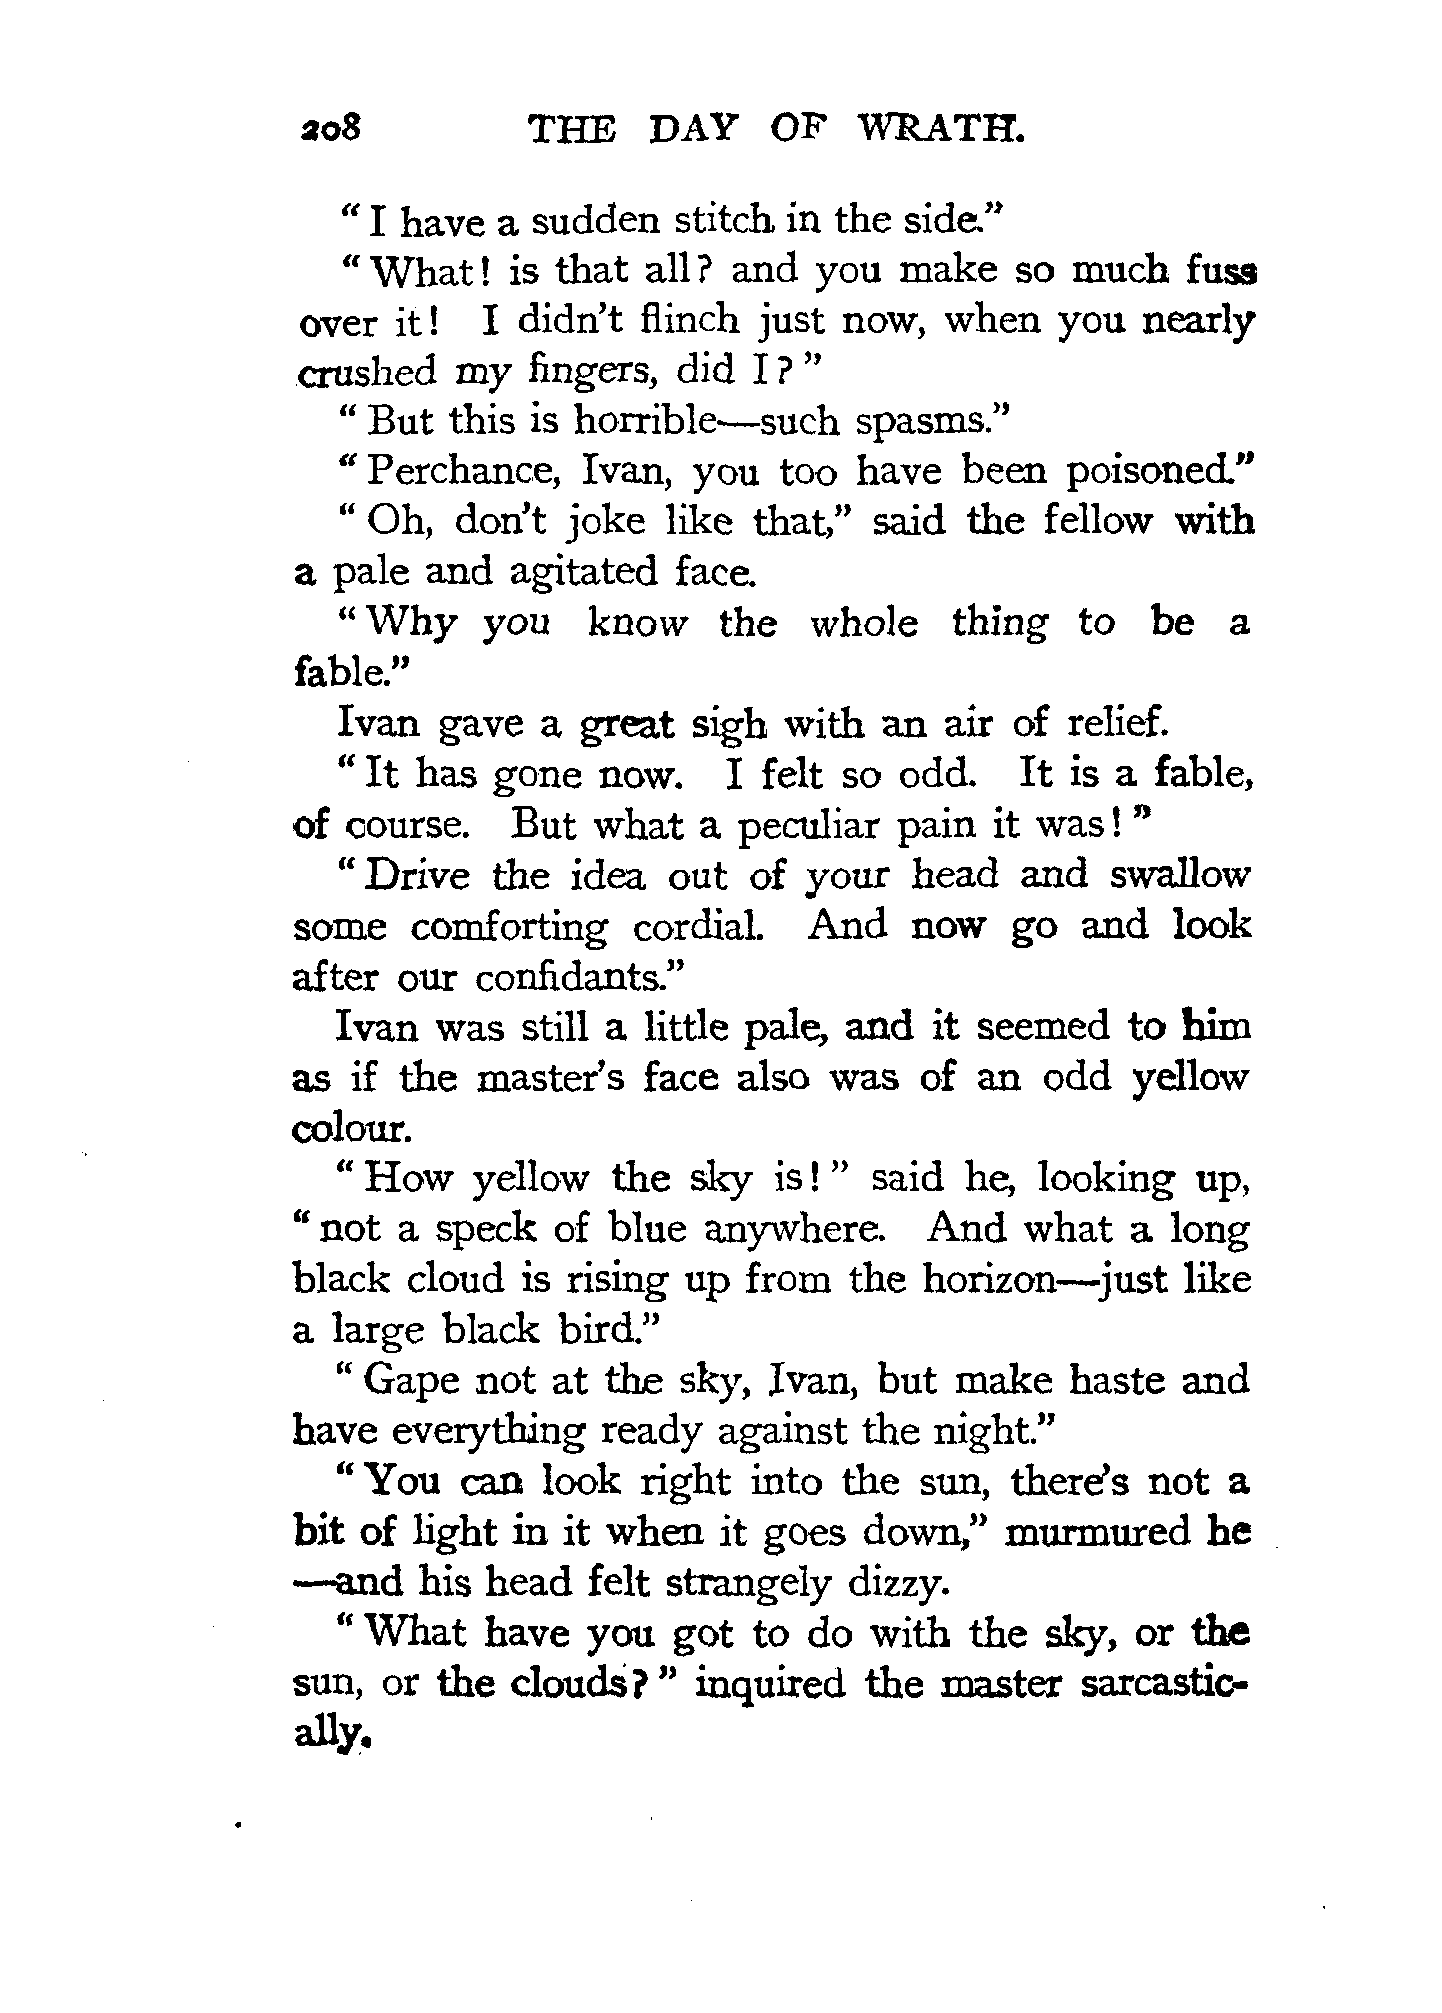 208 THE DAY OF WRATH.
“I have a sudden stitch in the side.”
“What! is that all? and you make so much fuss
over it! I didn’t flinch just now, when you nearly
crushed my fingers, did I?”
“But this is horrible—such spasms.”
“Perchance, Ivan, you too have been poisoned.”
“Oh, don’t joke like that,” said the fellow with
a pale and agitated face.
“Why you know the whole thing to be a
fable.”
Ivan gave a great sigh with an air of relief.
“It has gone now. I felt so odd. It is a fable,
of course. But what a peculiar pain it was!”
“Drive the idea out of your head and swallow
some comforting cordial. And now go and look
after our confidants.”
Ivan was still a little pale, and it seemed to him
as if the master’s face also was of an odd yellow
colour.
“How yellow the sky is!” said he, looking up,
“not a speck of blue anywhere. And what a long
black cloud is rising up from the horizon—just like
a large black bird.”
“Gape not at the sky, Ivan, but make haste and
have everything ready against the night.”
“You can look right into the sun, there’s not a
bit of light in it when it goes down,” murmured he
—and his head felt strangely dizzy.
“What have you got to do with the sky, or the
sun, or the clouds?” inquired the master sarcastic-
ally.